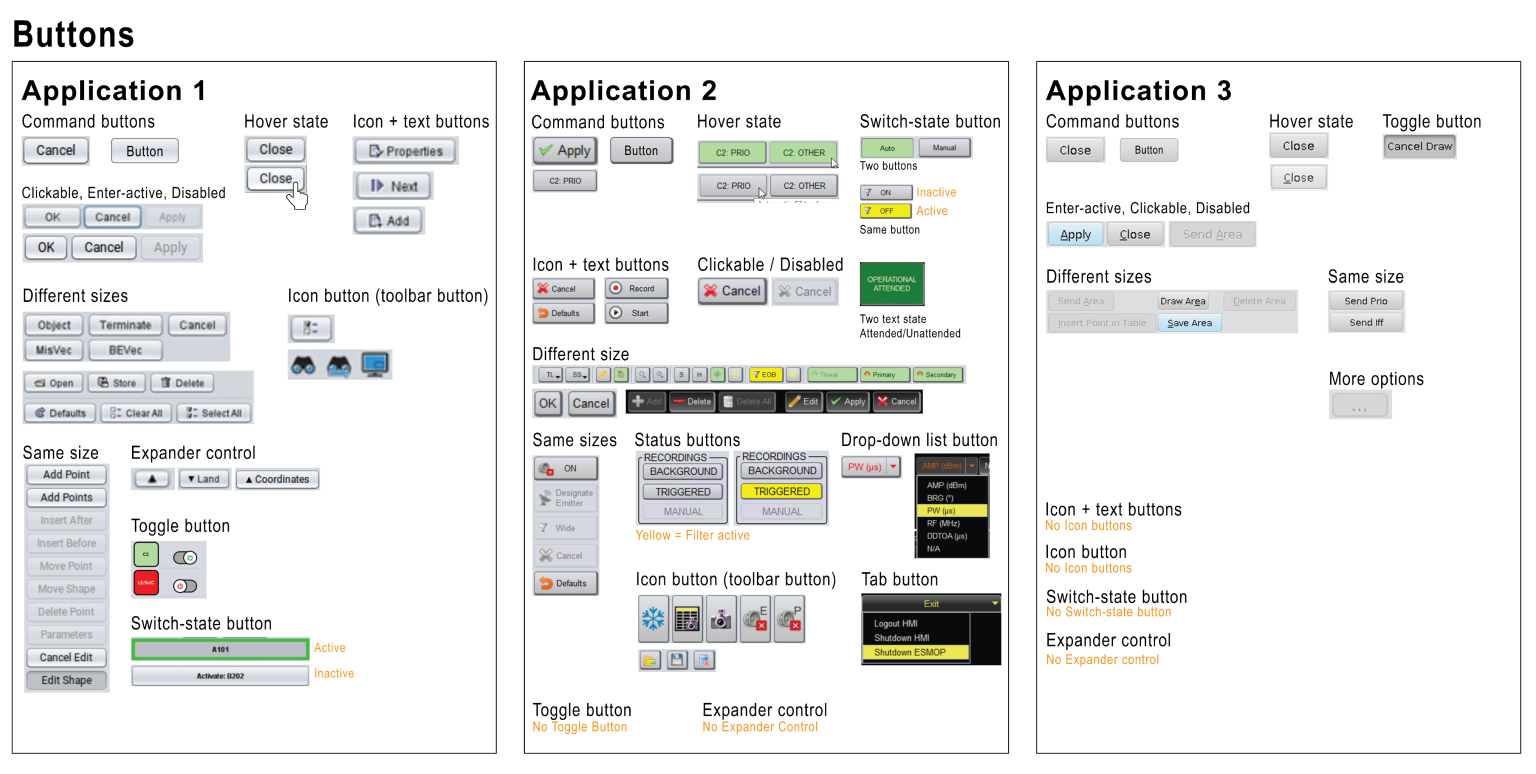 Buttons
Application 1
Command buttons
Cancel
Button
Hover state
Close
Close
Icon + text buttons
Properties
Next
Add
Clickable, Enter-active, Disabled
OK Cancel Apply
OK Cancel Apply
Different sizes
Object Terminate Cancel
MisVec BEVec
Open Store Delete
Defaults Clear All Select All
Icon button (toolbar button)
Same size
Add Point
Add Points
Insert After
Insert Before
Move Point
Move Shape
Delete Point
Parameters
Cancel Edit
Edit Shape
Expander control
Land Coordinates
Toggle button
C2
Switch-state button
A101
Active
Activate: B202
Inactive
Application 2
Command buttons
Apply Button
C2: PRIO
Hover state
C2: PRIO C2: OTHER
C2: PRIO C2: OTHER
Switch-state button
Auto Manual
Two buttons
ON Inactive
OFF Active
Same button
Icon + text buttons
Cancel Record
Defaults Start
Clickable / Disabled
Cancel Cancel
OPERATIONAL
ATTENDED
Two text state
Attended/Unattended
Different size
TL SS S H EOB Threat Primary Secondary
OK Cancel Add Delete Delete All Edit Apply Cancel
Same sizes
ON
Designate
Emitter
Wide
Cancel
Defaults
Status buttons
RECORDINGS RECORDINGS
BACKGROUND BACKGROUND
TRIGGERED TRIGGERED
MANUAL MANUAL
Yellow = Filter active
Drop-down list button
PW (µs) AMP (dBm) N
AMP (dBm)
BRG (°)
PW (µs)
RF (MHz)
DDTOA (µs)
N/A
Icon button (toolbar button)
E P
Tab button
Exit
Logout HMI
Shutdown HMI
Shutdown ESMOP
Toggle button
No Toggle Button
Expander control
No Expander Control
Application 3
Command buttons
Close Button
Hover state
Close
Close
Toggle button
Cancel Draw
Enter-active, Clickable, Disabled
Apply Close Send Area
Different sizes
Send Area Draw Area Delete Area
Insert Point in Table Save Area
Same size
Send Prio
Send Iff
More options
...
Icon + text buttons
No Icon buttons
Icon button
No Icon buttons
Switch-state button
No Switch-state button
Expander control
No Expander control